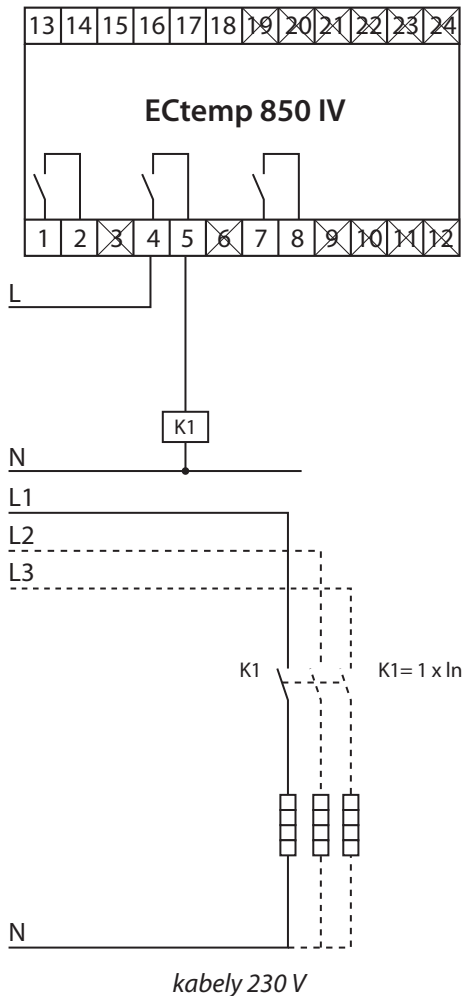 13 14 15 16 17 18 19 20 21 22 23 24
ECtemp 850 IV
1 2 3 4 5 6 7 8 9 10 11 12
L
K1
N
L1
L2
L3
K1 K1= 1 x In
N
kabely 230 V